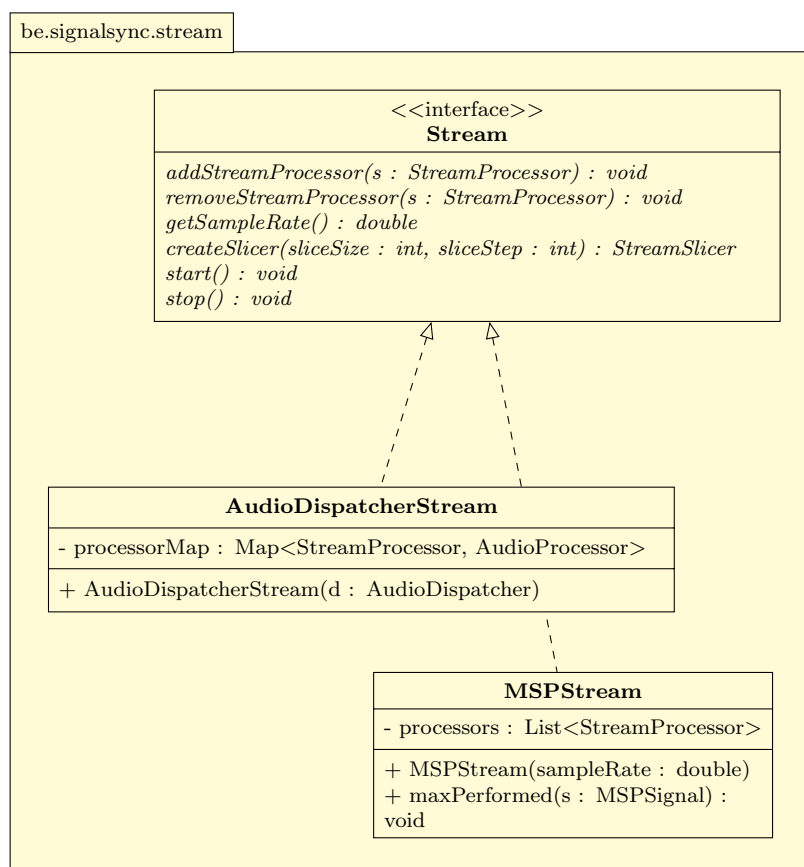 be.signalsync.stream
<<interface>>
Stream
addStreamProcessor(s : StreamProcessor) : void
removeStreamProcessor(s : StreamProcessor) : void
getSampleRate() : double
createSlicer(sliceSize : int, sliceStep : int) : StreamSlicer
start() : void
stop() : void
AudioDispatcherStream
- processorMap : Map<StreamProcessor, AudioProcessor>
+ AudioDispatcherStream(d : AudioDispatcher)
MSPStream
- processors : List<StreamProcessor>
+ MSPStream(sampleRate : double)
+ maxPerformed(s : MSPSignal) :
void